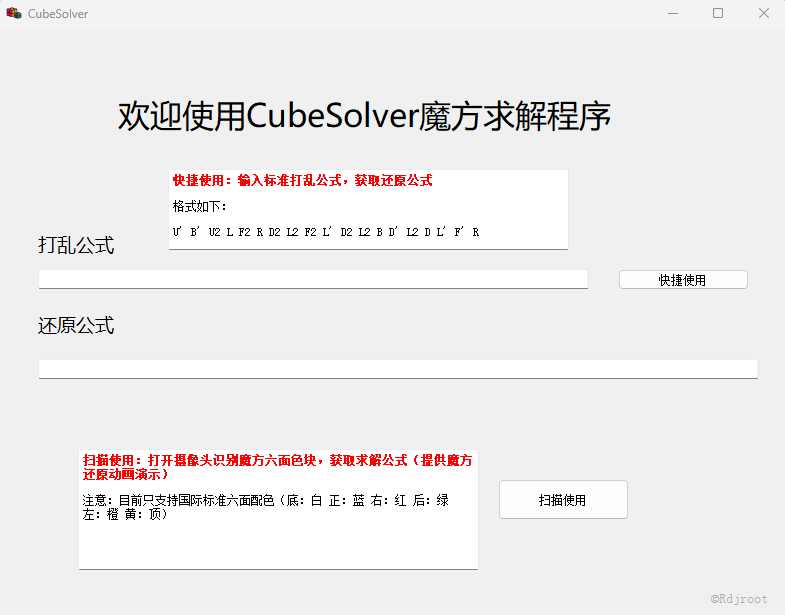 CubeSolver
欢迎使用CubeSolver魔方求解程序
快捷使用：输入标准打乱公式，获取还原公式
格式如下：
U' B' U2 L F2 R D2 L2 F2 L' D2 L2 B D' L2 D L' F' R
打乱公式
快捷使用
还原公式
扫描使用：打开摄像头识别魔方六面色块，获取求解公式（提供魔方
还原动画演示）
注意：目前只支持国际标准六面配色（底：白 正：蓝 右：红 后：绿
左：橙 黄：顶）
扫描使用
©Rdjroot